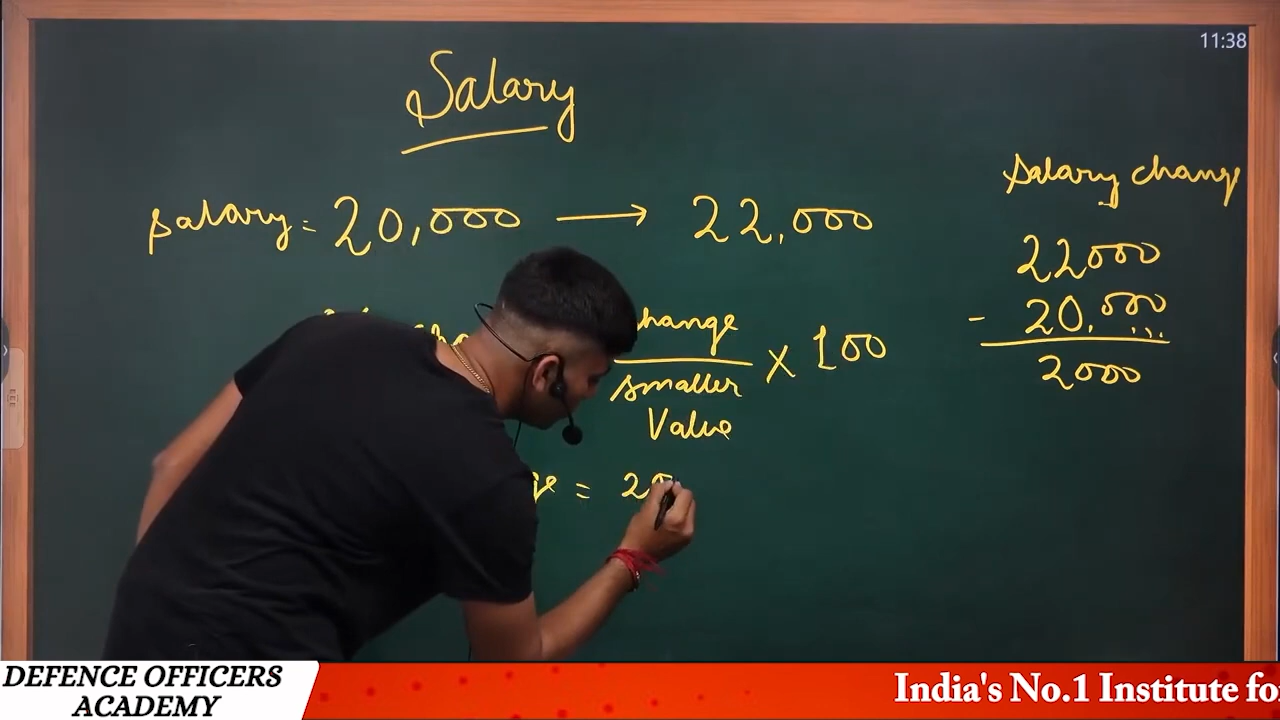 11:38
Salary
Salary change
salary = 20,000 → 22,000
22000
- 20,000
2000
change
smaller
Value
× 100
= 20
DEFENCE OFFICERS
ACADEMY
India's No.1 Institute